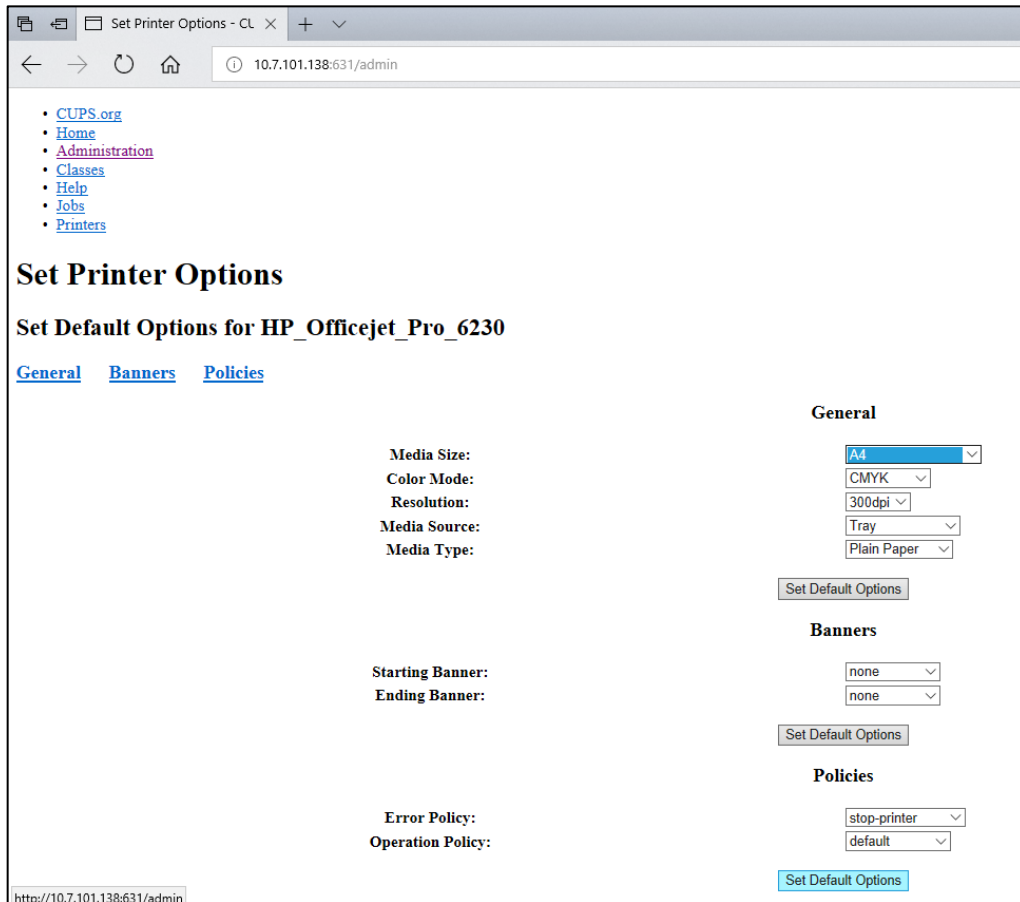 Set Printer Options - CU
10.7.101.138:631/admin
• CUPS.org
• Home
• Administration
• Classes
• Help
• Jobs
• Printers
Set Printer Options
Set Default Options for HP_Officejet_Pro_6230
General Banners Policies
General
Media Size: A4
Color Mode: CMYK
Resolution: 300dpi
Media Source: Tray
Media Type: Plain Paper
Set Default Options
Banners
Starting Banner: none
Ending Banner: none
Set Default Options
Policies
Error Policy: stop-printer
Operation Policy: default
Set Default Options
http://10.7.101.138:631/admin